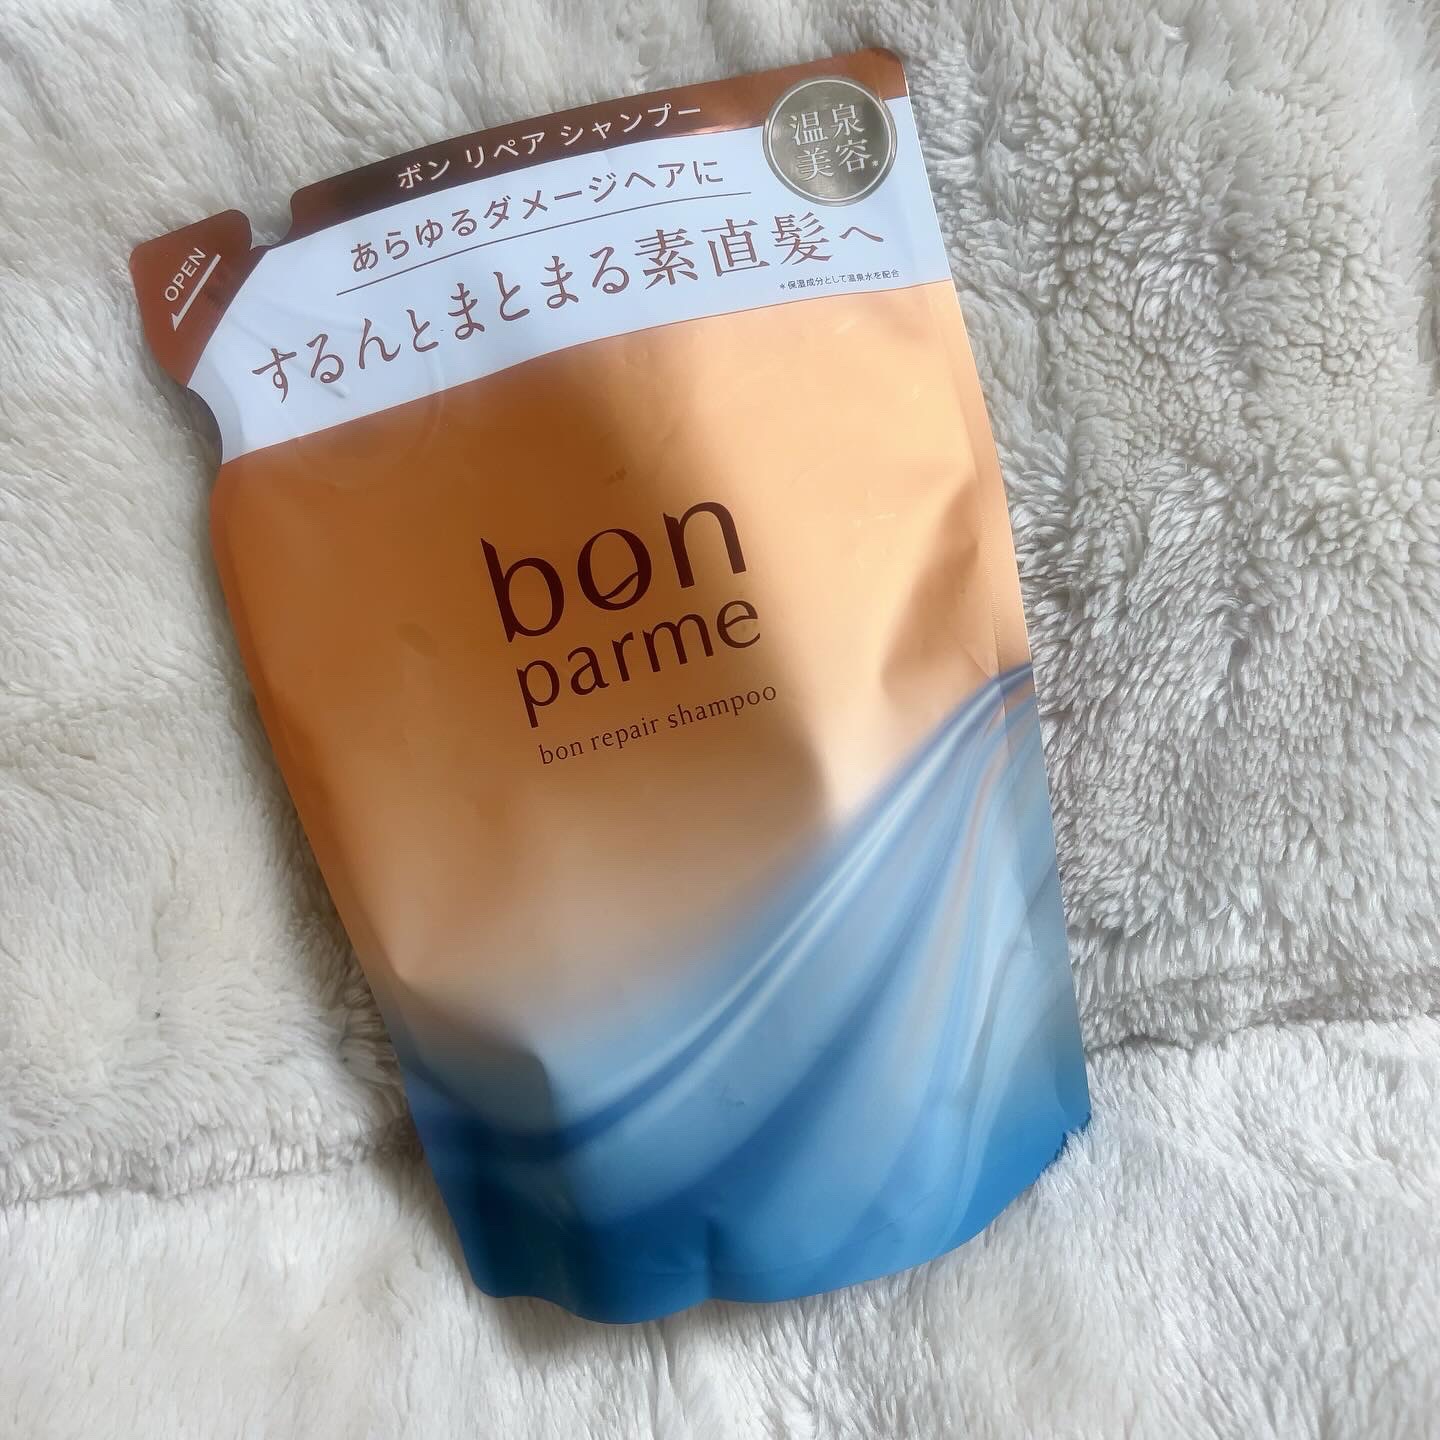 ボン リペア シャンプー
温泉
美容*
あらゆるダメージヘアに
するんとまとまる素直髪へ
*保湿成分として温泉水を配合
OPEN
bon
parme
bon repair shampoo